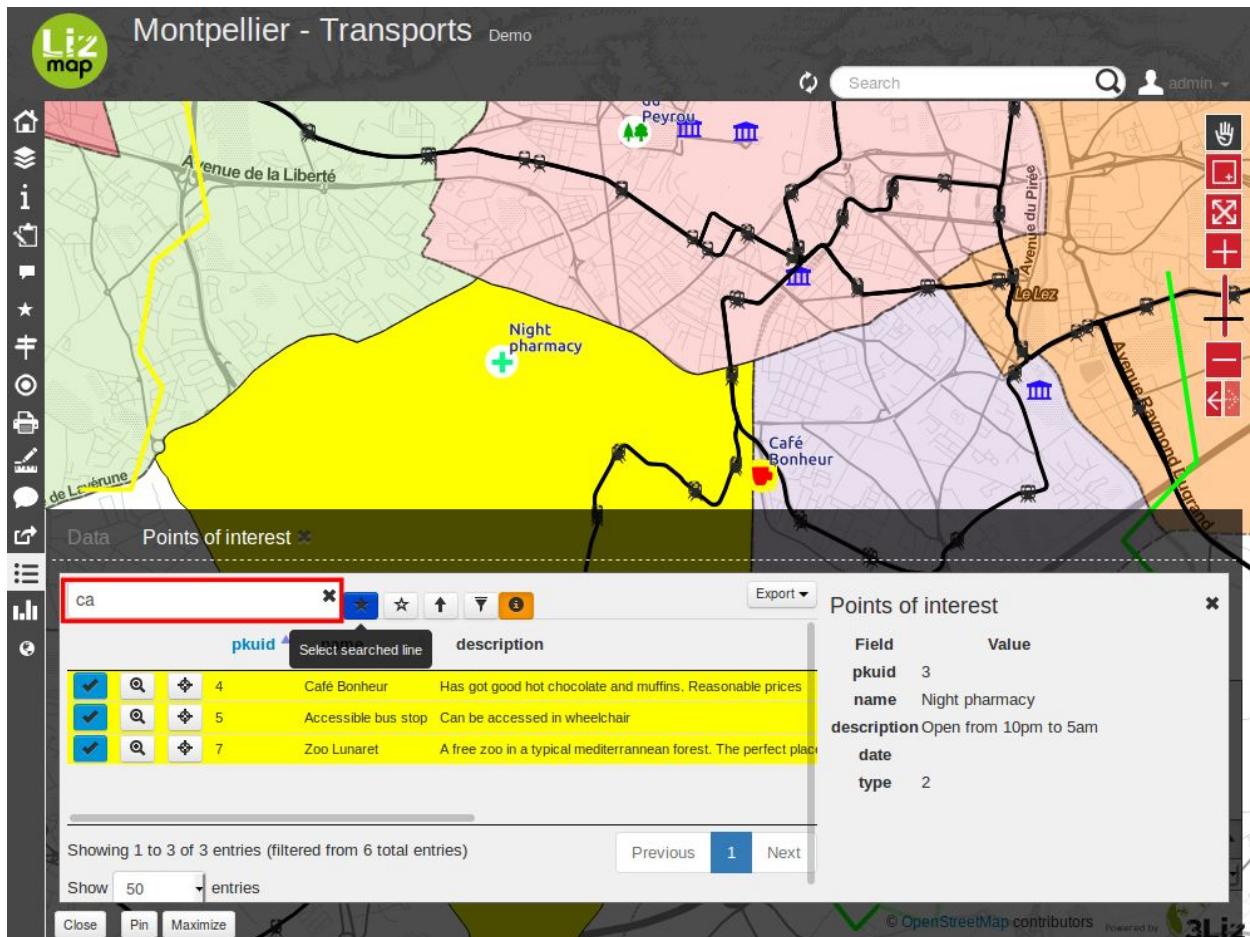 Liz
map
Montpellier - Transports Demo
Search
admin
du
Peyrou
Avenue de la Liberté
Avenue du Pirée
Le Lez
Night
pharmacy
Avenue Raymond Dugrand
Café
Bonheur
de Lavérune
Data Points of interest
ca
Export
Select searched line
pkuid name description
4 Café Bonheur Has got good hot chocolate and muffins. Reasonable prices
5 Accessible bus stop Can be accessed in wheelchair
7 Zoo Lunaret A free zoo in a typical mediterrannean forest. The perfect place
Showing 1 to 3 of 3 entries (filtered from 6 total entries)
Previous 1 Next
Show 50 entries
Points of interest
Field Value
pkuid 3
name Night pharmacy
description Open from 10pm to 5am
date
type 2
Close Pin Maximize
© OpenStreetMap contributors Powered by 3Liz